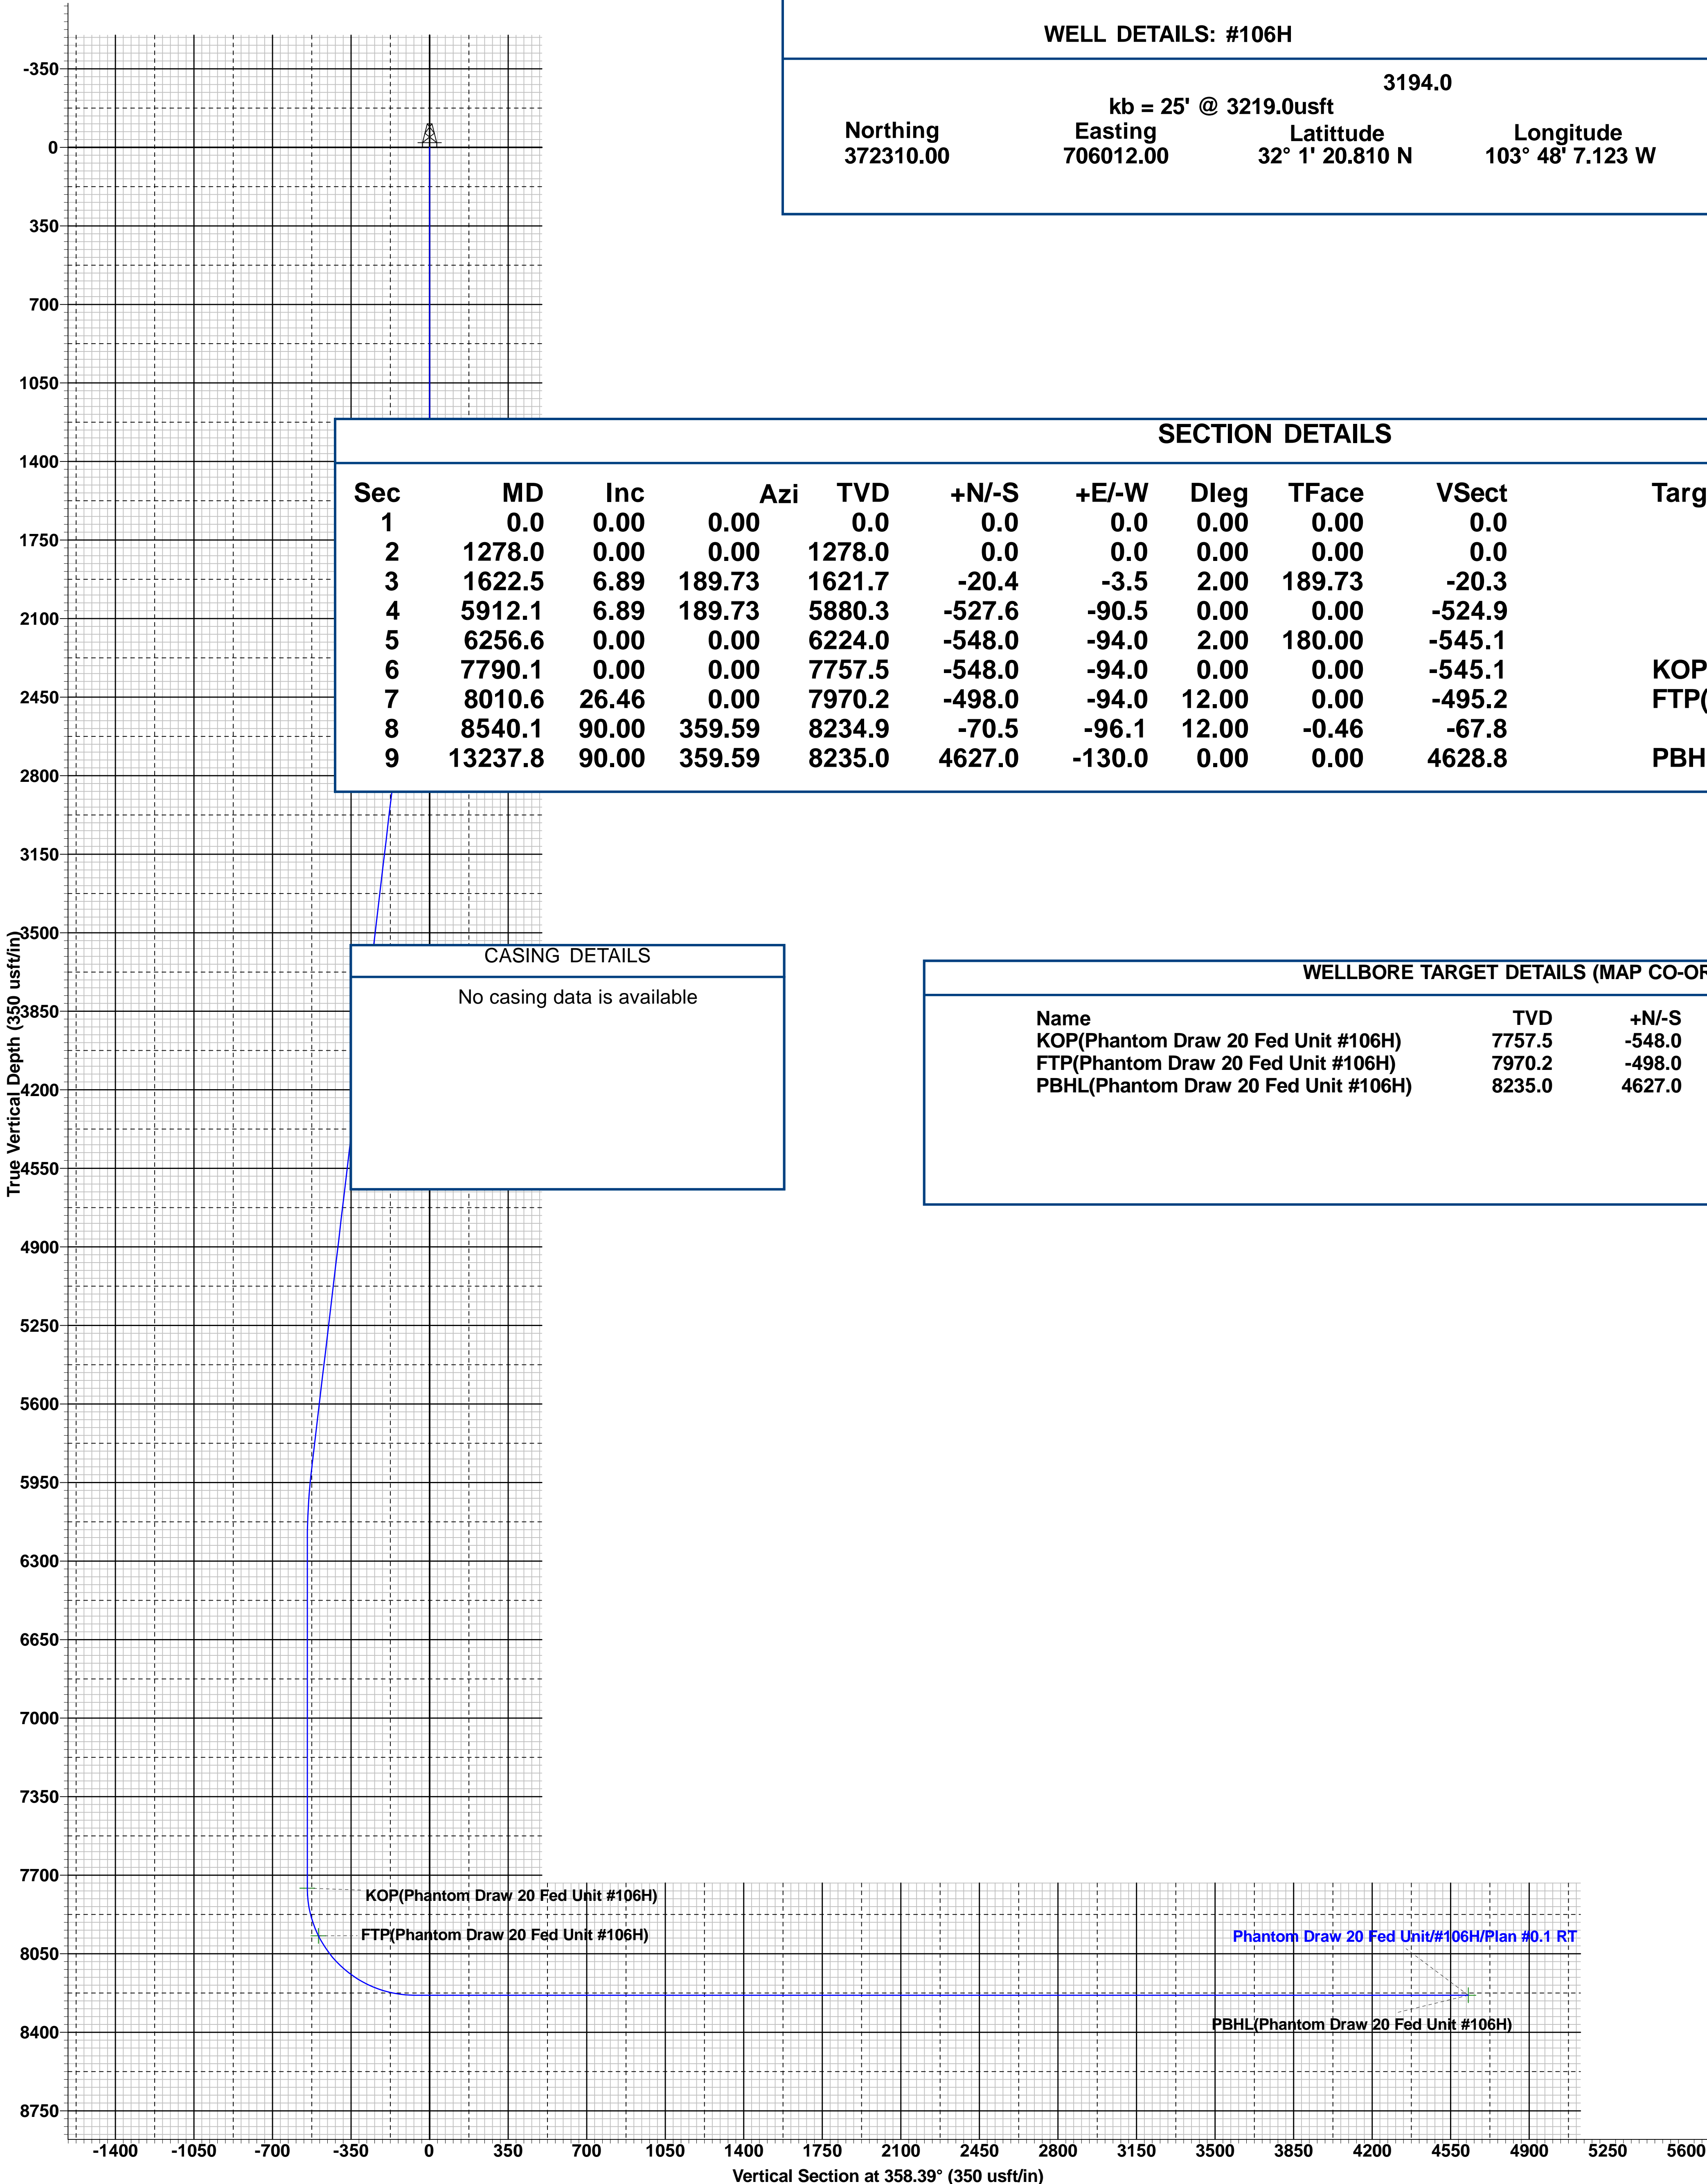 WELL DETAILS: #106H
3194.0
kb = 25' @ 3219.0usft
Northing Easting Latittude Longitude
372310.00 706012.00 32° 1' 20.810 N 103° 48' 7.123 W
SECTION DETAILS
Sec MD Inc Azi TVD +N/-S +E/-W Dleg TFace VSect Targ
1 0.0 0.00 0.00 0.0 0.0 0.0 0.00 0.00 0.0
2 1278.0 0.00 0.00 1278.0 0.0 0.0 0.00 0.00 0.0
3 1622.5 6.89 189.73 1621.7 -20.4 -3.5 2.00 189.73 -20.3
4 5912.1 6.89 189.73 5880.3 -527.6 -90.5 0.00 0.00 -524.9
5 6256.6 0.00 0.00 6224.0 -548.0 -94.0 2.00 180.00 -545.1
6 7790.1 0.00 0.00 7757.5 -548.0 -94.0 0.00 0.00 -545.1 KOP
7 8010.6 26.46 0.00 7970.2 -498.0 -94.0 12.00 0.00 -495.2 FTP(
8 8540.1 90.00 359.59 8234.9 -70.5 -96.1 12.00 -0.46 -67.8
9 13237.8 90.00 359.59 8235.0 4627.0 -130.0 0.00 0.00 4628.8 PBH
CASING DETAILS
No casing data is available
WELLBORE TARGET DETAILS (MAP CO-OR
Name TVD +N/-S
KOP(Phantom Draw 20 Fed Unit #106H) 7757.5 -548.0
FTP(Phantom Draw 20 Fed Unit #106H) 7970.2 -498.0
PBHL(Phantom Draw 20 Fed Unit #106H) 8235.0 4627.0
True Vertical Depth (350 usft/in)
-350
0
350
700
1050
1400
1750
2100
2450
2800
3150
3500
3850
4200
4550
4900
5250
5600
5950
6300
6650
7000
7350
7700
8050
8400
8750
KOP(Phantom Draw 20 Fed Unit #106H)
FTP(Phantom Draw 20 Fed Unit #106H)
Phantom Draw 20 Fed Unit/#106H/Plan #0.1 RT
PBHL(Phantom Draw 20 Fed Unit #106H)
-1400 -1050 -700 -350 0 350 700 1050 1400 1750 2100 2450 2800 3150 3500 3850 4200 4550 4900 5250 5600
Vertical Section at 358.39° (350 usft/in)